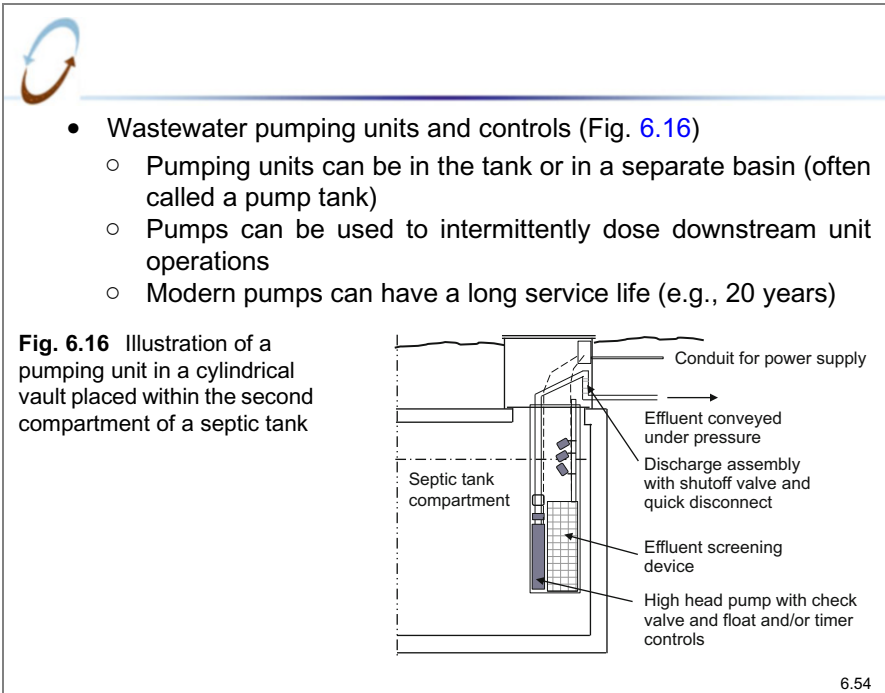 • Wastewater pumping units and controls (Fig. 6.16)
○ Pumping units can be in the tank or in a separate basin (often
called a pump tank)
○ Pumps can be used to intermittently dose downstream unit
operations
○ Modern pumps can have a long service life (e.g., 20 years)
Fig. 6.16 Illustration of a
pumping unit in a cylindrical
vault placed within the second
compartment of a septic tank
Conduit for power supply
Effluent conveyed
under pressure
Discharge assembly
with shutoff valve and
quick disconnect
Septic tank
compartment
Effluent screening
device
High head pump with check
valve and float and/or timer
controls
6.54